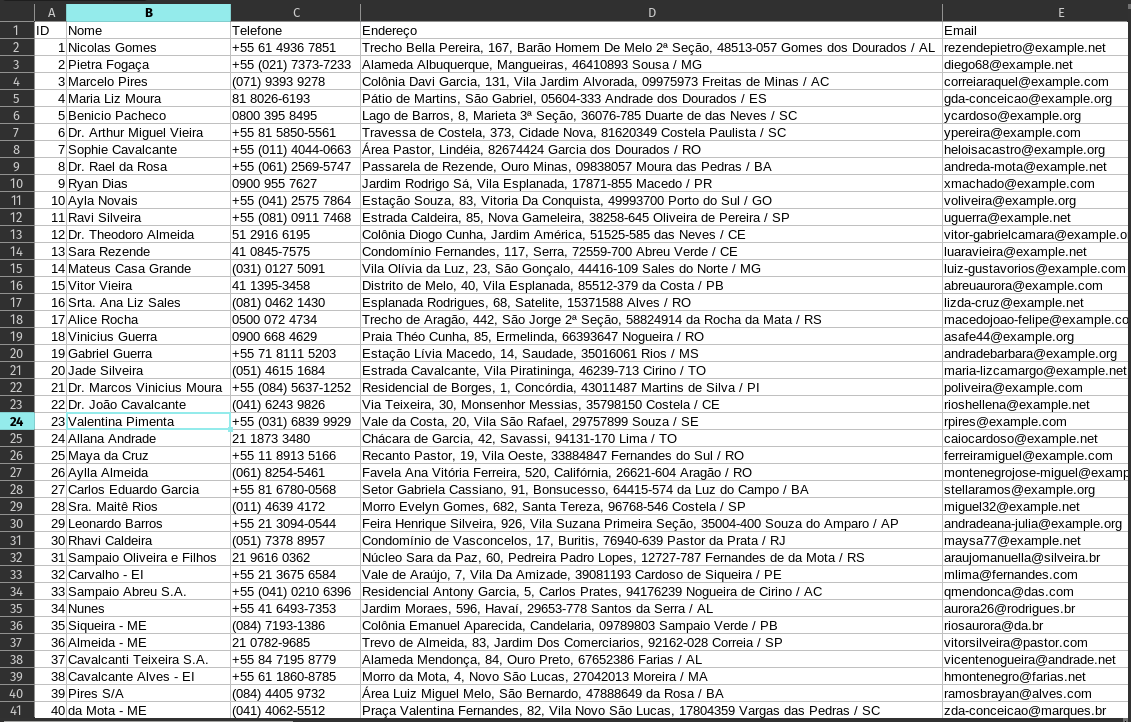 A B C D E
1 ID Nome Telefone Endereço Email
2 1 Nicolas Gomes +55 61 4936 7851 Trecho Bella Pereira, 167, Barão Homem De Melo 2ª Seção, 48513-057 Gomes dos Dourados / AL rezendepietro@example.net
3 2 Pietra Fogaça +55 (021) 7373-7233 Alameda Albuquerque, Mangueiras, 46410893 Sousa / MG diego68@example.net
4 3 Marcelo Pires (071) 9393 9278 Colônia Davi Garcia, 131, Vila Jardim Alvorada, 09975973 Freitas de Minas / AC correiaraquel@example.com
5 4 Maria Liz Moura 81 8026-6193 Pátio de Martins, São Gabriel, 05604-333 Andrade dos Dourados / ES gda-conceicao@example.org
6 5 Benicio Pacheco 0800 395 8495 Lago de Barros, 8, Marieta 3ª Seção, 36076-785 Duarte de das Neves / SC ycardoso@example.org
7 6 Dr. Arthur Miguel Vieira +55 81 5850-5561 Travessa de Costela, 373, Cidade Nova, 81620349 Costela Paulista / SC ypereira@example.com
8 7 Sophie Cavalcante +55 (011) 4044-0663 Área Pastor, Lindéia, 82674424 Garcia dos Dourados / RO heloisacastro@example.org
9 8 Dr. Rael da Rosa +55 (061) 2569-5747 Passarela de Rezende, Ouro Minas, 09838057 Moura das Pedras / BA andreda-mota@example.net
10 9 Ryan Dias 0900 955 7627 Jardim Rodrigo Sá, Vila Esplanada, 17871-855 Macedo / PR xmachado@example.com
11 10 Ayla Novais +55 (041) 2575 7864 Estação Souza, 83, Vitoria Da Conquista, 49993700 Porto do Sul / GO voliveira@example.org
12 11 Ravi Silveira +55 (081) 0911 7468 Estrada Caldeira, 85, Nova Gameleira, 38258-645 Oliveira de Pereira / SP uguerra@example.net
13 12 Dr. Theodoro Almeida 51 2916 6195 Colônia Diogo Cunha, Jardim América, 51525-585 das Neves / CE vitor-gabrielcamara@example.o
14 13 Sara Rezende 41 0845-7575 Condomínio Fernandes, 117, Serra, 72559-700 Abreu Verde / CE luaravieira@example.net
15 14 Mateus Casa Grande (031) 0127 5091 Vila Olívia da Luz, 23, São Gonçalo, 44416-109 Sales do Norte / MG luiz-gustavorios@example.com
16 15 Vitor Vieira 41 1395-3458 Distrito de Melo, 40, Vila Esplanada, 85512-379 da Costa / PB abreuaurora@example.com
17 16 Srta. Ana Liz Sales (081) 0462 1430 Esplanada Rodrigues, 68, Satelite, 15371588 Alves / RO lizda-cruz@example.net
18 17 Alice Rocha 0500 072 4734 Trecho de Aragão, 442, São Jorge 2ª Seção, 58824914 da Rocha da Mata / RS macedojoao-felipe@example.co
19 18 Vinicius Guerra 0900 668 4629 Praia Théo Cunha, 85, Ermelinda, 66393647 Nogueira / RO asafe44@example.org
20 19 Gabriel Guerra +55 71 8111 5203 Estação Lívia Macedo, 14, Saudade, 35016061 Rios / MS andradebarbara@example.org
21 20 Jade Silveira (051) 4615 1684 Estrada Cavalcante, Vila Piratininga, 46239-713 Cirino / TO maria-lizcamargo@example.net
22 21 Dr. Marcos Vinicius Moura +55 (084) 5637-1252 Residencial de Borges, 1, Concórdia, 43011487 Martins de Silva / PI poliveira@example.com
23 22 Dr. João Cavalcante (041) 6243 9826 Via Teixeira, 30, Monsenhor Messias, 35798150 Costela / CE rioshellena@example.net
24 23 Valentina Pimenta +55 (031) 6839 9929 Vale da Costa, 20, Vila São Rafael, 29757899 Souza / SE rpires@example.com
25 24 Allana Andrade 21 1873 3480 Chácara de Garcia, 42, Savassi, 94131-170 Lima / TO caiocardoso@example.net
26 25 Maya da Cruz +55 11 8913 5166 Recanto Pastor, 19, Vila Oeste, 33884847 Fernandes do Sul / RO ferreiramiguel@example.com
27 26 Aylla Almeida (061) 8254-5461 Favela Ana Vitória Ferreira, 520, Califórnia, 26621-604 Aragão / RO montenegrojose-miguel@examp
28 27 Carlos Eduardo Garcia +55 81 6780-0568 Setor Gabriela Cassiano, 91, Bonsucesso, 64415-574 da Luz do Campo / BA stellaramos@example.org
29 28 Sra. Maitê Rios (011) 4639 4172 Morro Evelyn Gomes, 682, Santa Tereza, 96768-546 Costela / SP miguel32@example.net
30 29 Leonardo Barros +55 21 3094-0544 Feira Henrique Silveira, 926, Vila Suzana Primeira Seção, 35004-400 Souza do Amparo / AP andradeana-julia@example.org
31 30 Rhavi Caldeira (051) 7378 8957 Condomínio de Vasconcelos, 17, Buritis, 76940-639 Pastor da Prata / RJ maysa77@example.net
32 31 Sampaio Oliveira e Filhos 21 9616 0362 Núcleo Sara da Paz, 60, Pedreira Padro Lopes, 12727-787 Fernandes de da Mota / RS araujomanuella@silveira.br
33 32 Carvalho - EI +55 21 3675 6584 Vale de Araújo, 7, Vila Da Amizade, 39081193 Cardoso de Siqueira / PE mlima@fernandes.com
34 33 Sampaio Abreu S.A. +55 (041) 0210 6396 Residencial Antony Garcia, 5, Carlos Prates, 94176239 Nogueira de Cirino / AC qmendonca@das.com
35 34 Nunes +55 41 6493-7353 Jardim Moraes, 596, Havaí, 29653-778 Santos da Serra / AL aurora26@rodrigues.br
36 35 Siqueira - ME (084) 7193-1386 Colônia Emanuel Aparecida, Candelaria, 09789803 Sampaio Verde / PB riosaurora@da.br
37 36 Almeida - ME 21 0782-9685 Trevo de Almeida, 83, Jardim Dos Comerciarios, 92162-028 Correia / SP vitorsilveira@pastor.com
38 37 Cavalcanti Teixeira S.A. +55 84 7195 8779 Alameda Mendonça, 84, Ouro Preto, 67652386 Farias / AL vicentenogueira@andrade.net
39 38 Cavalcante Alves - EI +55 61 1860-8785 Morro da Mota, 4, Novo São Lucas, 27042013 Moreira / MA hmontenegro@farias.net
40 39 Pires S/A (084) 4405 9732 Área Luiz Miguel Melo, São Bernardo, 47888649 da Rosa / BA ramosbrayan@alves.com
41 40 da Mota - ME (041) 4062-5512 Praça Valentina Fernandes, 82, Vila Novo São Lucas, 17804359 Vargas das Pedras / SC zda-conceicao@marques.br